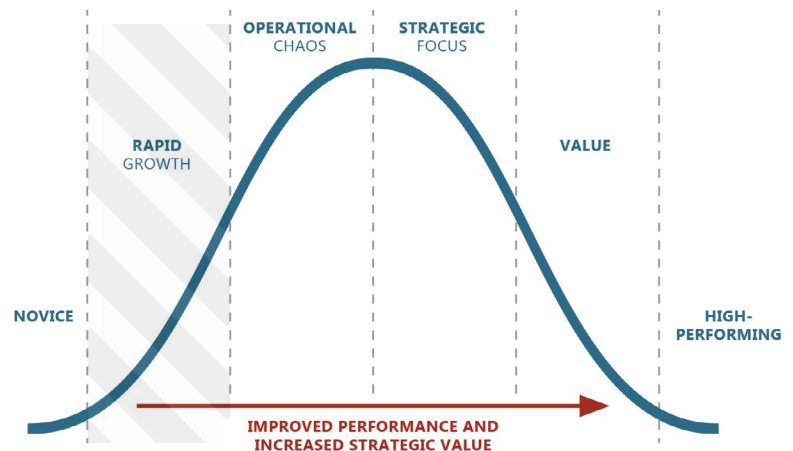 OPERATIONAL
CHAOS
STRATEGIC
FOCUS
RAPID
GROWTH
VALUE
NOVICE
HIGH-
PERFORMING
IMPROVED PERFORMANCE AND
INCREASED STRATEGIC VALUE